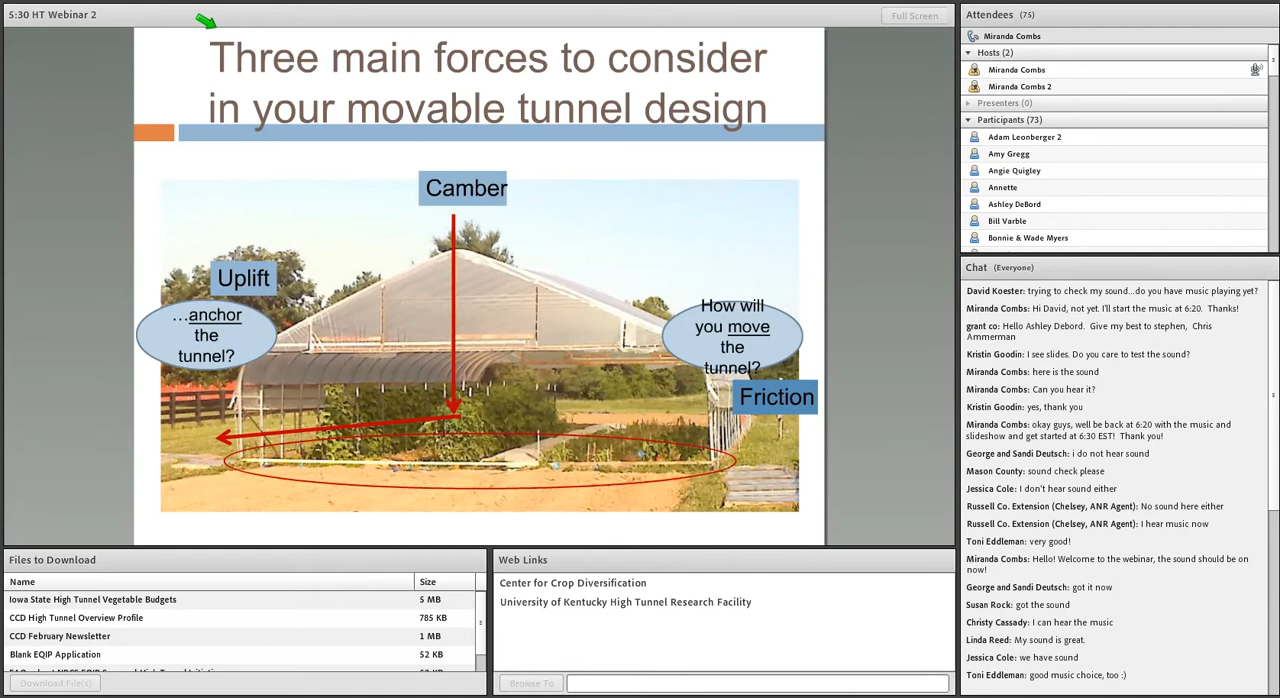 5:30 HT Webinar 2
Full Screen
Three main forces to consider
in your movable tunnel design
Camber
Uplift
…anchor
the
tunnel?
How will
you move
the
tunnel?
Friction
Files to Download
Name Size
Iowa State High Tunnel Vegetable Budgets 5 MB
CCD High Tunnel Overview Profile 785 KB
CCD February Newsletter 1 MB
Blank EQIP Application 52 KB
Download File(s)
Web Links
Center for Crop Diversification
University of Kentucky High Tunnel Research Facility
Browse To
Attendees (75)
Miranda Combs
Hosts (2)
Miranda Combs
Miranda Combs 2
Presenters (0)
Participants (73)
Adam Leonberger 2
Amy Gregg
Angie Quigley
Annette
Ashley DeBord
Bill Varble
Bonnie & Wade Myers
Chat (Everyone)
David Koester: trying to check my sound...do you have music playing yet?
Miranda Combs: Hi David, not yet. I'll start the music at 6:20. Thanks!
grant co: Hello Ashley Debord. Give my best to stephen, Chris
Ammerman
Kristin Goodin: I see slides. Do you care to test the sound?
Miranda Combs: here is the sound
Miranda Combs: Can you hear it?
Kristin Goodin: yes, thank you
Miranda Combs: okay guys, well be back at 6:20 with the music and
slideshow and get started at 6:30 EST! Thank you!
George and Sandi Deutsch: i do not hear sound
Mason County: sound check please
Jessica Cole: I don't hear sound either
Russell Co. Extension (Chelsey, ANR Agent): No sound here either
Russell Co. Extension (Chelsey, ANR Agent): I hear music now
Toni Eddleman: very good!
Miranda Combs: Hello! Welcome to the webinar, the sound should be on
now!
George and Sandi Deutsch: got it now
Susan Rock: got the sound
Christy Cassady: I can hear the music
Linda Reed: My sound is great.
Jessica Cole: we have sound
Toni Eddleman: good music choice, too :)